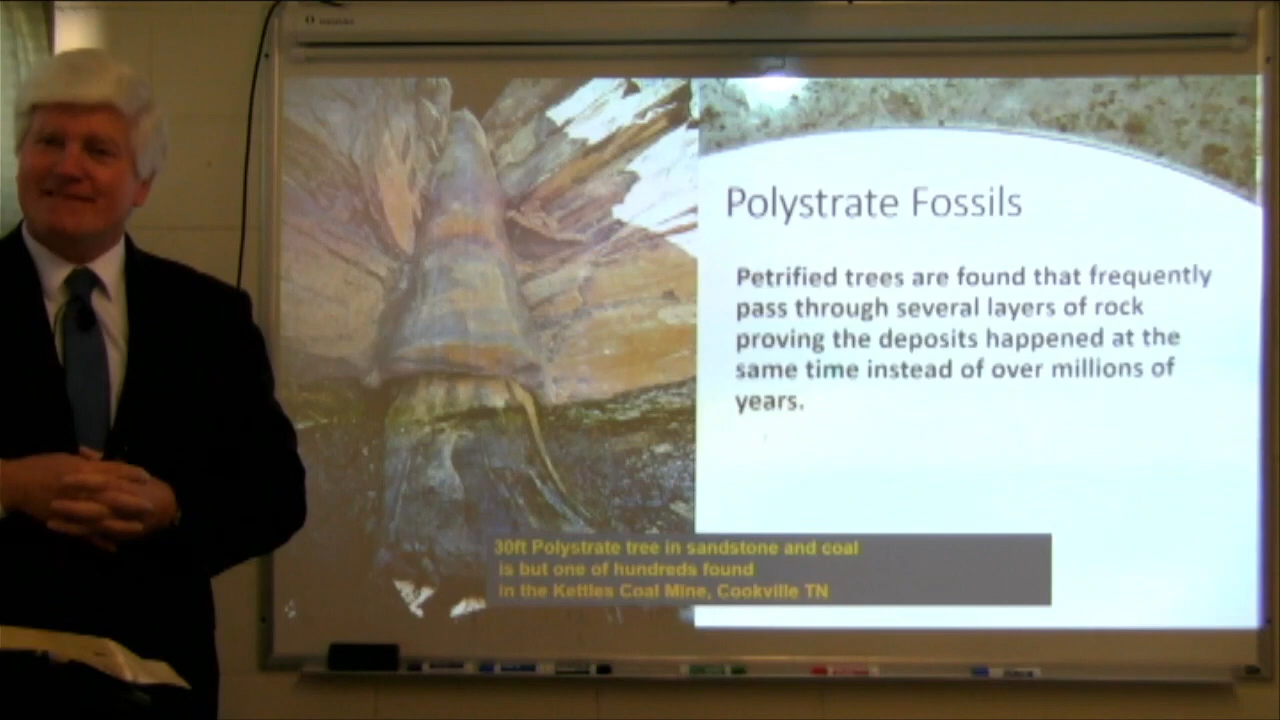 Polystrate Fossils
Petrified trees are found that frequently
pass through several layers of rock
proving the deposits happened at the
same time instead of over millions of
years.
30ft Polystrate tree in sandstone and coal
is but one of hundreds found
in the Kettles Coal Mine, Cookville TN